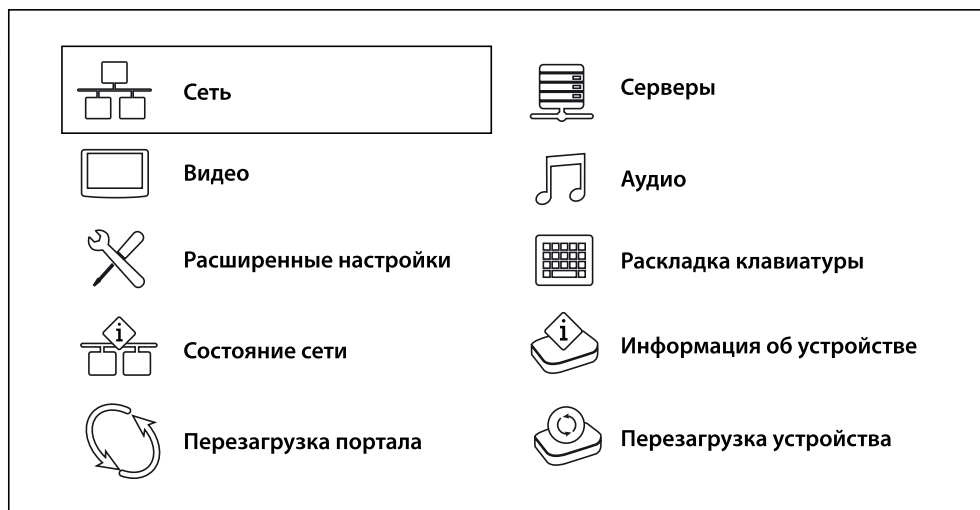 Сеть
Серверы
Видео
Аудио
Расширенные настройки
Раскладка клавиатуры
Состояние сети
Информация об устройстве
Перезагрузка портала
Перезагрузка устройства